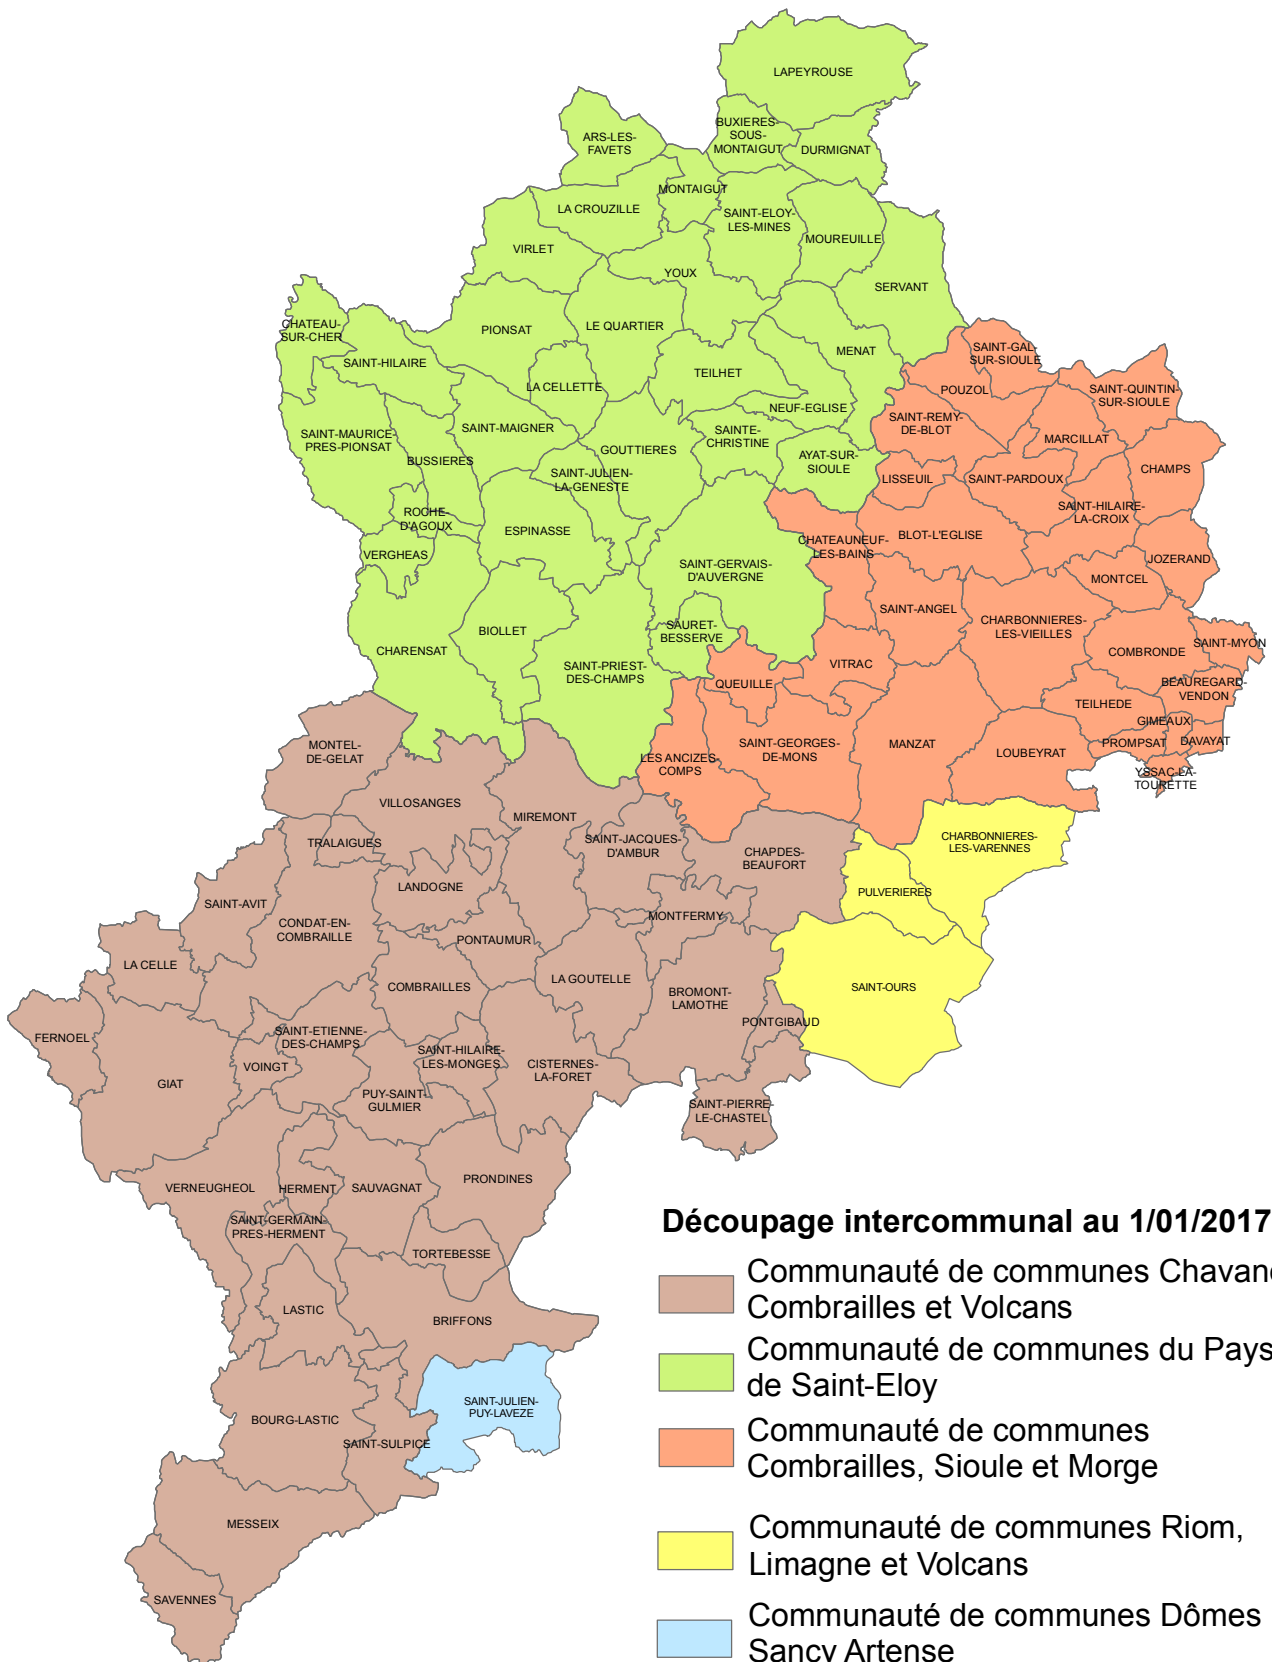 LAPEYROUSE
BUXIERES-
SOUS-
MONTAIGUT
ARS-LES-
FAVETS
DURMIGNAT
MONTAIGUT
LA CROUZILLE
SAINT-ELOY-
LES-MINES
MOUREUILLE
VIRLET
YOUX
SERVANT
CHATEAU-
SUR-CHER
PIONSAT
LE QUARTIER
SAINT-HILAIRE
MENAT
TEILHET
LA CELLETTE
NEUF-EGLISE
SAINT-MAURICE-
PRES-PIONSAT
SAINT-MAIGNER
SAINTE-
CHRISTINE
GOUTTIERES
AYAT-SUR-
SIOULE
BUSSIERES
SAINT-JULIEN-
LA-GENESTE
ROCHE-
D'AGOUX
ESPINASSE
VERGHEAS
SAINT-GERVAIS-
D'AUVERGNE
BIOLLET
SAURET-
BESSERVE
CHARENSAT
SAINT-PRIEST-
DES-CHAMPS
SAINT-GAL-
SUR-SIOULE
POUZOL
SAINT-QUINTIN-
SUR-SIOULE
SAINT-REMY-
DE-BLOT
MARCILLAT
CHAMPS
LISSEUIL
SAINT-PARDOUX
SAINT-HILAIRE-
LA-CROIX
CHATEAUNEUF-
LES-BAINS
BLOT-L'EGLISE
JOZERAND
MONTCEL
SAINT-ANGEL
CHARBONNIERES-
LES-VIEILLES
COMBRONDE
SAINT-MYON
VITRAC
QUEUILLE
BEAUREGARD-
VENDON
TEILHEDE
GIMEAUX
LES ANCIZES-
COMPS
SAINT-GEORGES-
DE-MONS
MANZAT
LOUBEYRAT
PROMPSAT
DAVAYAT
YSSAC-LA-
TOURETTE
MONTEL-
DE-GELAT
VILLOSANGES
MIREMONT
TRALAIGUES
SAINT-JACQUES-
D'AMBUR
CHAPDES-
BEAUFORT
CHARBONNIERES-
LES-VARENNES
LANDOGNE
PULVERIERES
SAINT-AVIT
CONDAT-EN-
COMBRAILLE
MONTFERMY
PONTAUMUR
LA CELLE
LA GOUTELLE
COMBRAILLES
BROMONT-
LAMOTHE
SAINT-OURS
PONTGIBAUD
FERNOEL
SAINT-ETIENNE-
DES-CHAMPS
SAINT-HILAIRE-
LES-MONGES
VOINGT
CISTERNES-
LA-FORET
GIAT
PUY-SAINT-
GULMIER
SAINT-PIERRE-
LE-CHASTEL
VERNEUGHEOL
HERMENT
SAUVAGNAT
PRONDINES
SAINT-GERMAIN-
PRES-HERMENT
TORTEBESSE
LASTIC
BRIFFONS
SAINT-JULIEN-
PUY-LAVEZE
BOURG-LASTIC
SAINT-SULPICE
MESSEIX
SAVENNES
Découpage intercommunal au 1/01/2017
Communauté de communes Chavanc
Combrailles et Volcans
Communauté de communes du Pays
de Saint-Eloy
Communauté de communes
Combrailles, Sioule et Morge
Communauté de communes Riom,
Limagne et Volcans
Communauté de communes Dômes
Sancy Artense